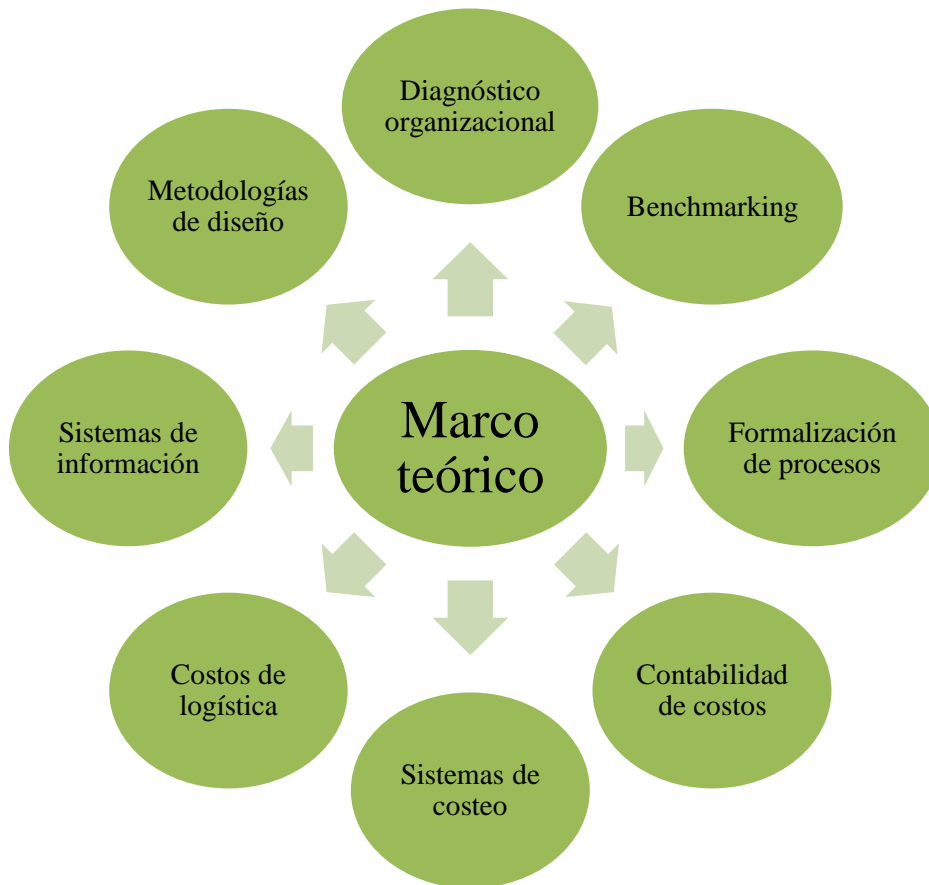 Diagnóstico
organizacional
Benchmarking
Formalización
de procesos
Contabilidad
de costos
Sistemas de
costeo
Costos de
logística
Sistemas de
información
Metodologías
de diseño
Marco
teórico